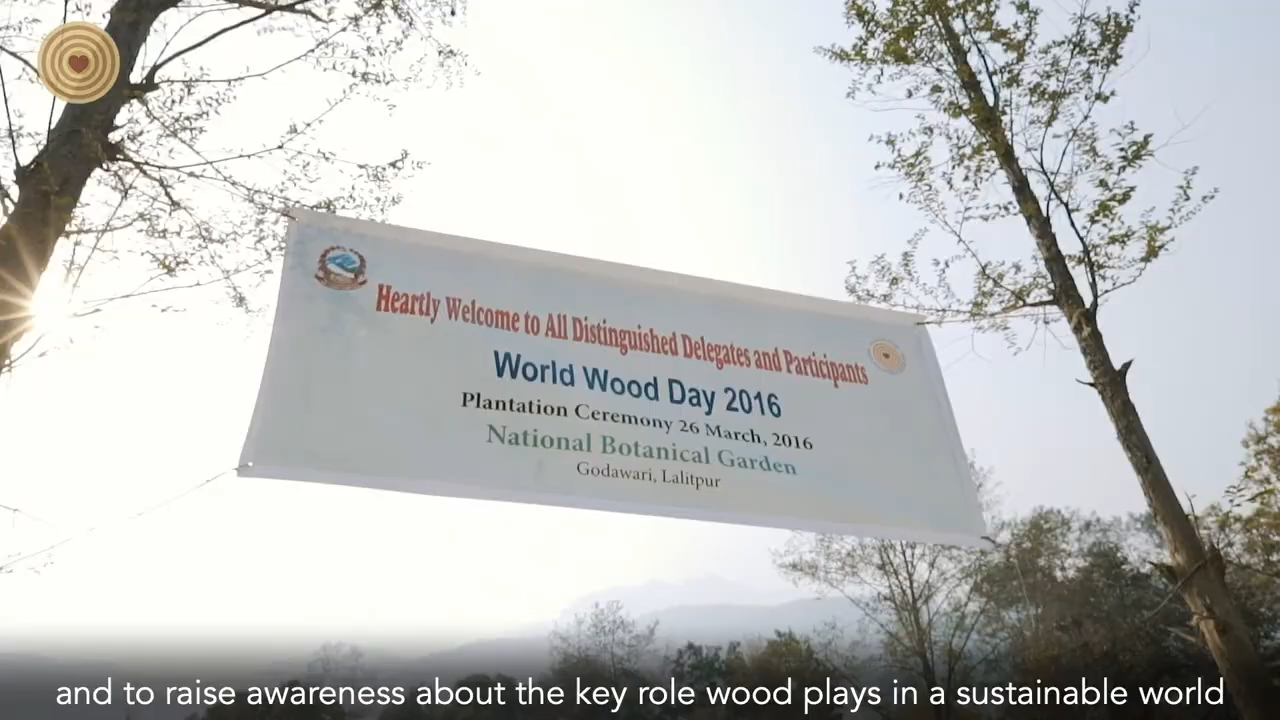 Heartly Welcome to All Distinguished Delegates and Participants
World Wood Day 2016
Plantation Ceremony 26 March, 2016
National Botanical Garden
Godawari, Lalitpur
and to raise awareness about the key role wood plays in a sustainable world